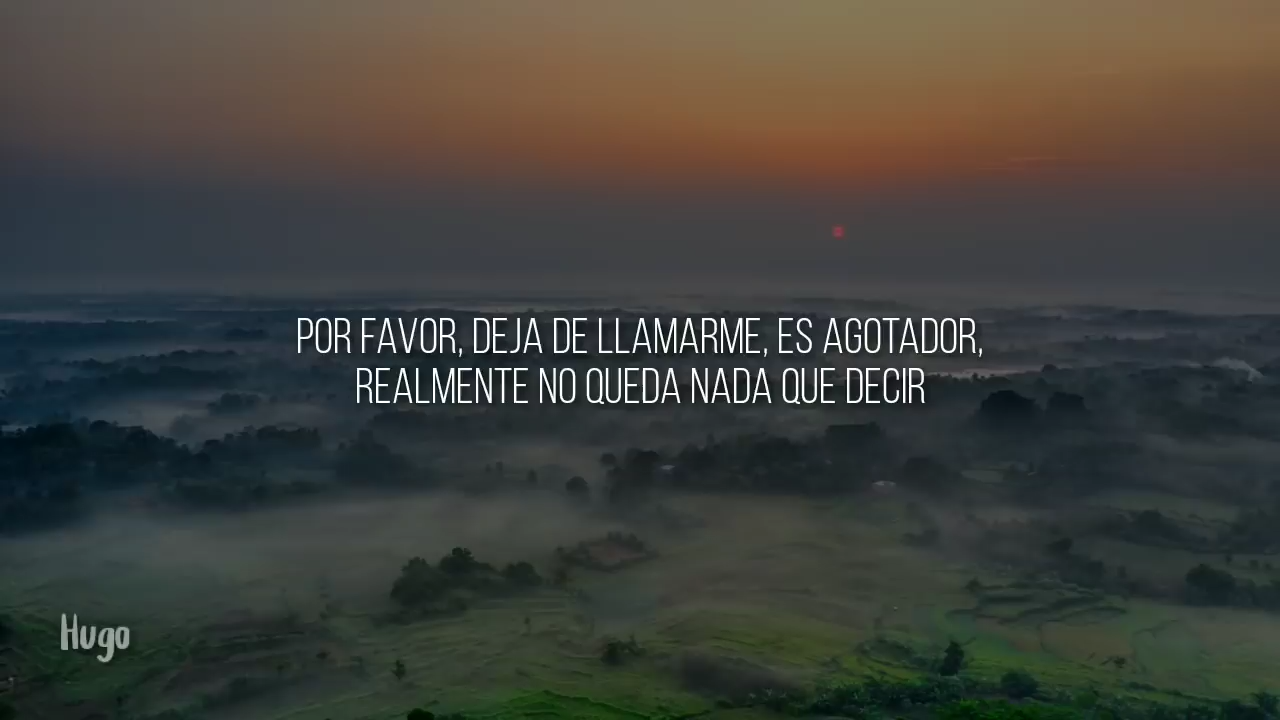 POR FAVOR, DEJA DE LLAMARME, ES AGOTADOR,
REALMENTE NO QUEDA NADA QUE DECIR
Hugo